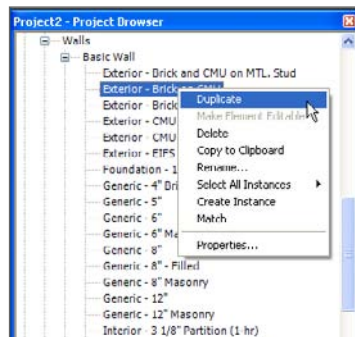 Project2 - Project Browser
Walls
Basic Wall
Exterior - Brick and CMU on MTL. Stud
Exterior - Brick on CMU
Exterior - Brick
Exterior - CMU
Exterior - CMU
Exterior - EIFS
Foundation - 1
Generic - 4" Bri
Generic - 5"
Generic - 6"
Generic - 6" Ma
Generic - 8"
Generic - 8" - Filled
Generic - 8" Masonry
Generic - 12"
Generic - 12" Masonry
Interior - 3 1/8" Partition (1-hr)
Duplicate
Make Element Editable
Delete
Copy to Clipboard
Rename...
Select All Instances
Create Instance
Match
Properties...